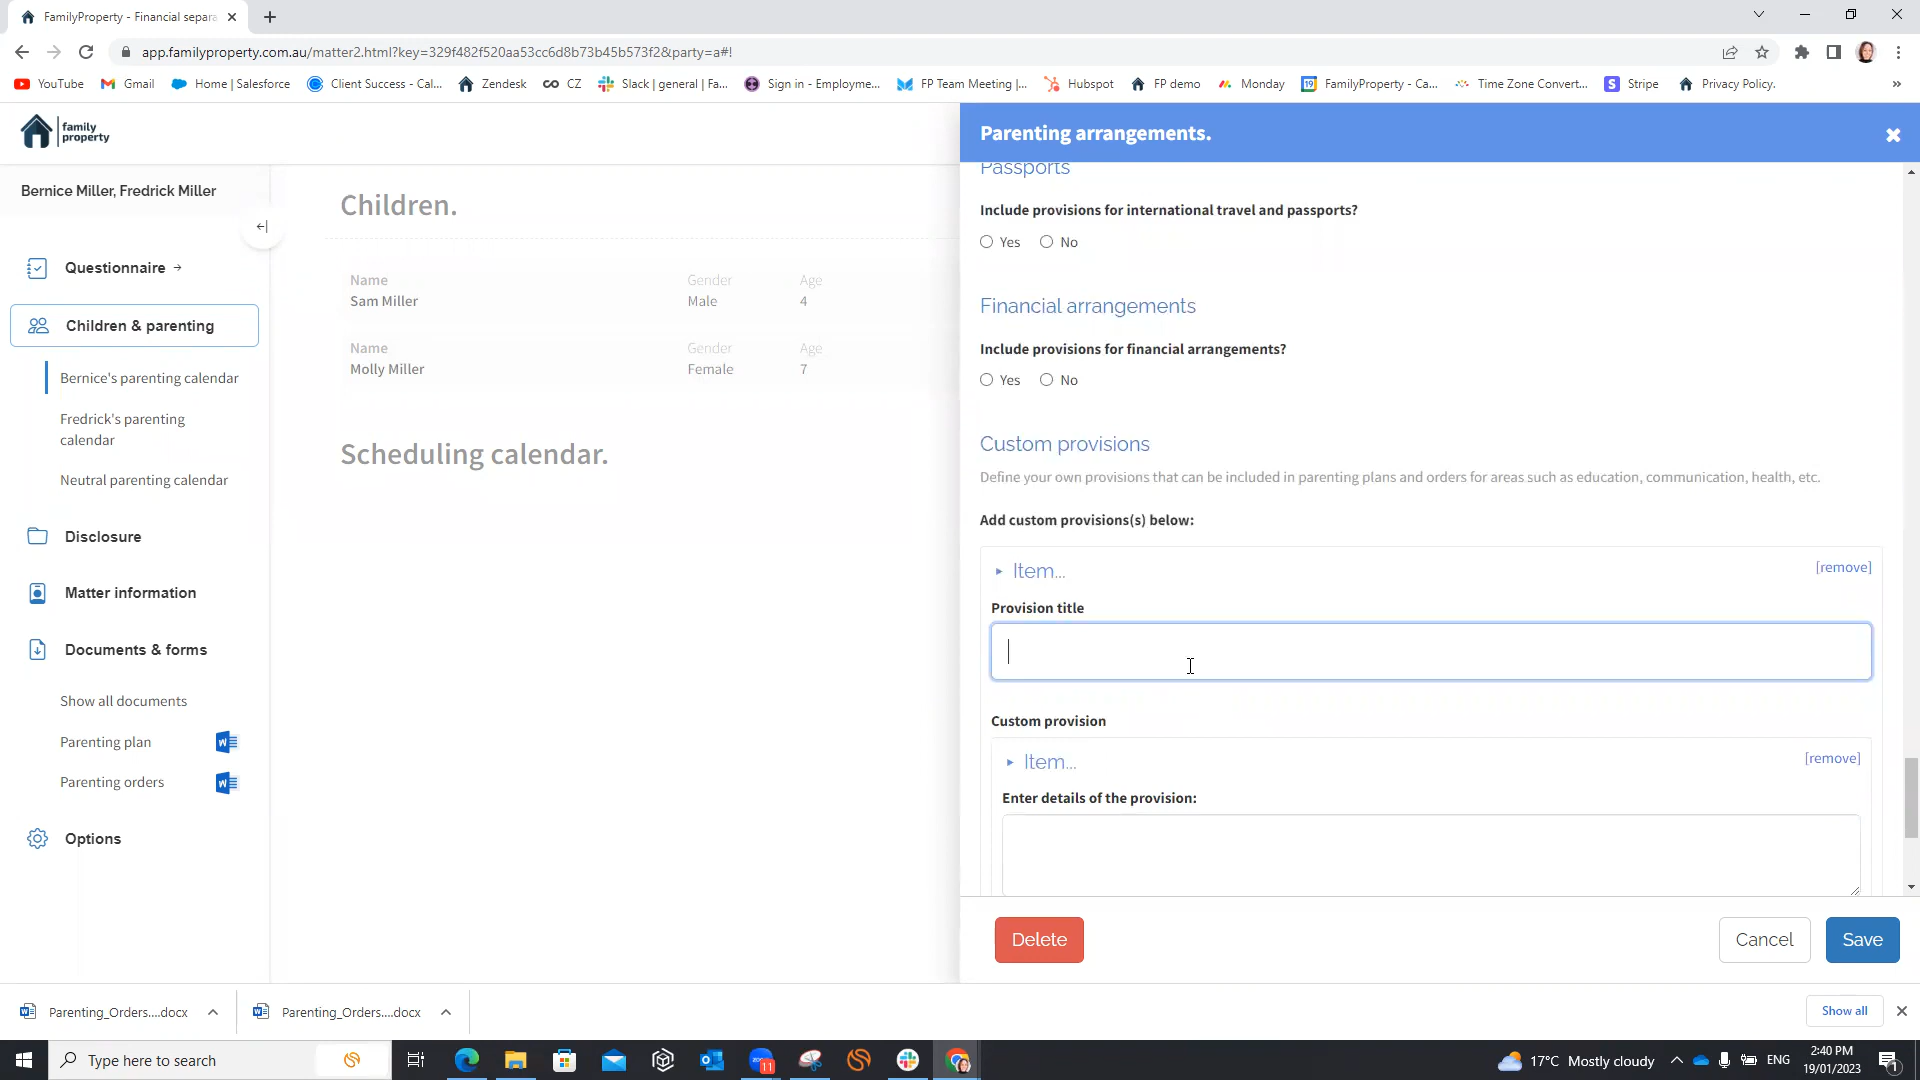 FamilyProperty - Financial separa
app.familyproperty.com.au/matter2.html?key=329f482f520aa53cc6d8b73b45b573f2&party=a#!
YouTube
Gmail
Home | Salesforce
Client Success - Cal...
Zendesk
CZ
Slack | general | Fa...
Sign in - Employme...
FP Team Meeting |...
Hubspot
FP demo
Monday
FamilyProperty - Ca...
Time Zone Convert...
Stripe
Privacy Policy.
»
family
property
Bernice Miller, Fredrick Miller
Questionnaire →
Children & parenting
Bernice's parenting calendar
Fredrick's parenting
calendar
Neutral parenting calendar
Disclosure
Matter information
Documents & forms
Show all documents
Parenting plan
Parenting orders
Options
Children.
Name Gender Age
Sam Miller Male 4
Name Gender Age
Molly Miller Female 7
Scheduling calendar.
Parenting arrangements.
Passports
Include provisions for international travel and passports?
Yes No
Financial arrangements
Include provisions for financial arrangements?
Yes No
Custom provisions
Define your own provisions that can be included in parenting plans and orders for areas such as education, communication, health, etc.
Add custom provisions(s) below:
Item... [remove]
Provision title
Custom provision
Item... [remove]
Enter details of the provision:
Delete Cancel Save
Parenting_Orders....docx Parenting_Orders....docx Show all
Type here to search
11
17°C Mostly cloudy
ENG
2:40 PM
19/01/2023
1